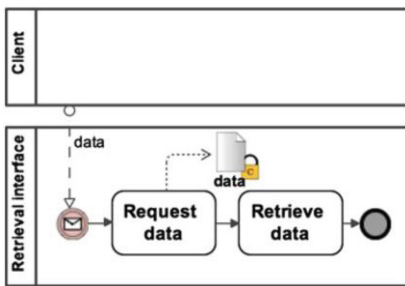 Client
data
Retrieval interface
data
C
Request
data
Retrieve
data